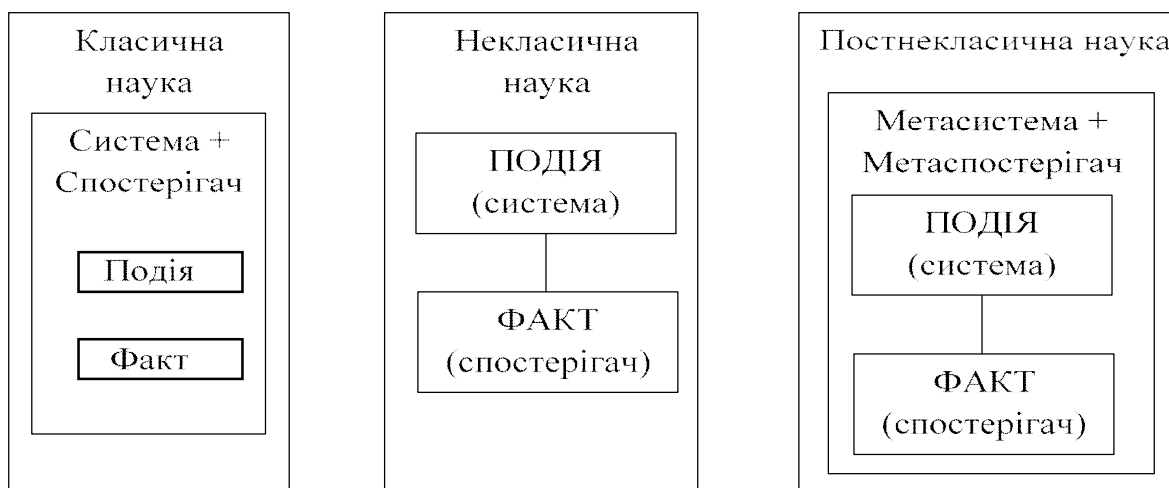 Класична
наука
Система +
Спостерігач
Подія
Факт
Некласична
наука
ПОДІЯ
(система)
ФАКТ
(спостерігач)
Постнекласична наука
Метасистема +
Метаспостерігач
ПОДІЯ
(система)
ФАКТ
(спостерігач)